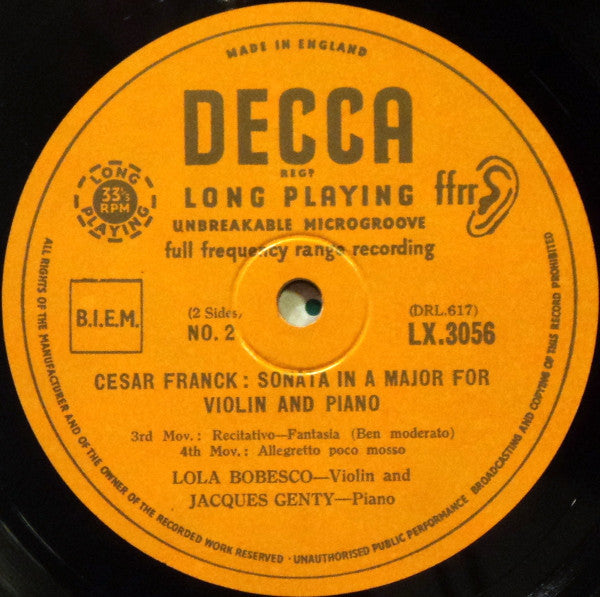 MADE IN ENGLAND
DECCA
REGD
LONG PLAYING
33⅓ RPM
LONG PLAYING
ffrr
UNBREAKABLE MICROGROOVE
full frequency range recording
B.I.E.M.
(2 Sides)
NO. 2
(DRL.617)
LX.3056
CESAR FRANCK: SONATA IN A MAJOR FOR
VIOLIN AND PIANO
3rd Mov.: Recitativo—Fantasia (Ben moderato)
4th Mov.: Allegretto poco mosso
LOLA BOBESCO—Violin and
JACQUES GENTY—Piano
ALL RIGHTS OF THE MANUFACTURER AND OF THE OWNER OF THE RECORDED WORK RESERVED · UNAUTHORISED PUBLIC PERFORMANCE BROADCASTING AND COPYING OF THIS RECORD PROHIBITED